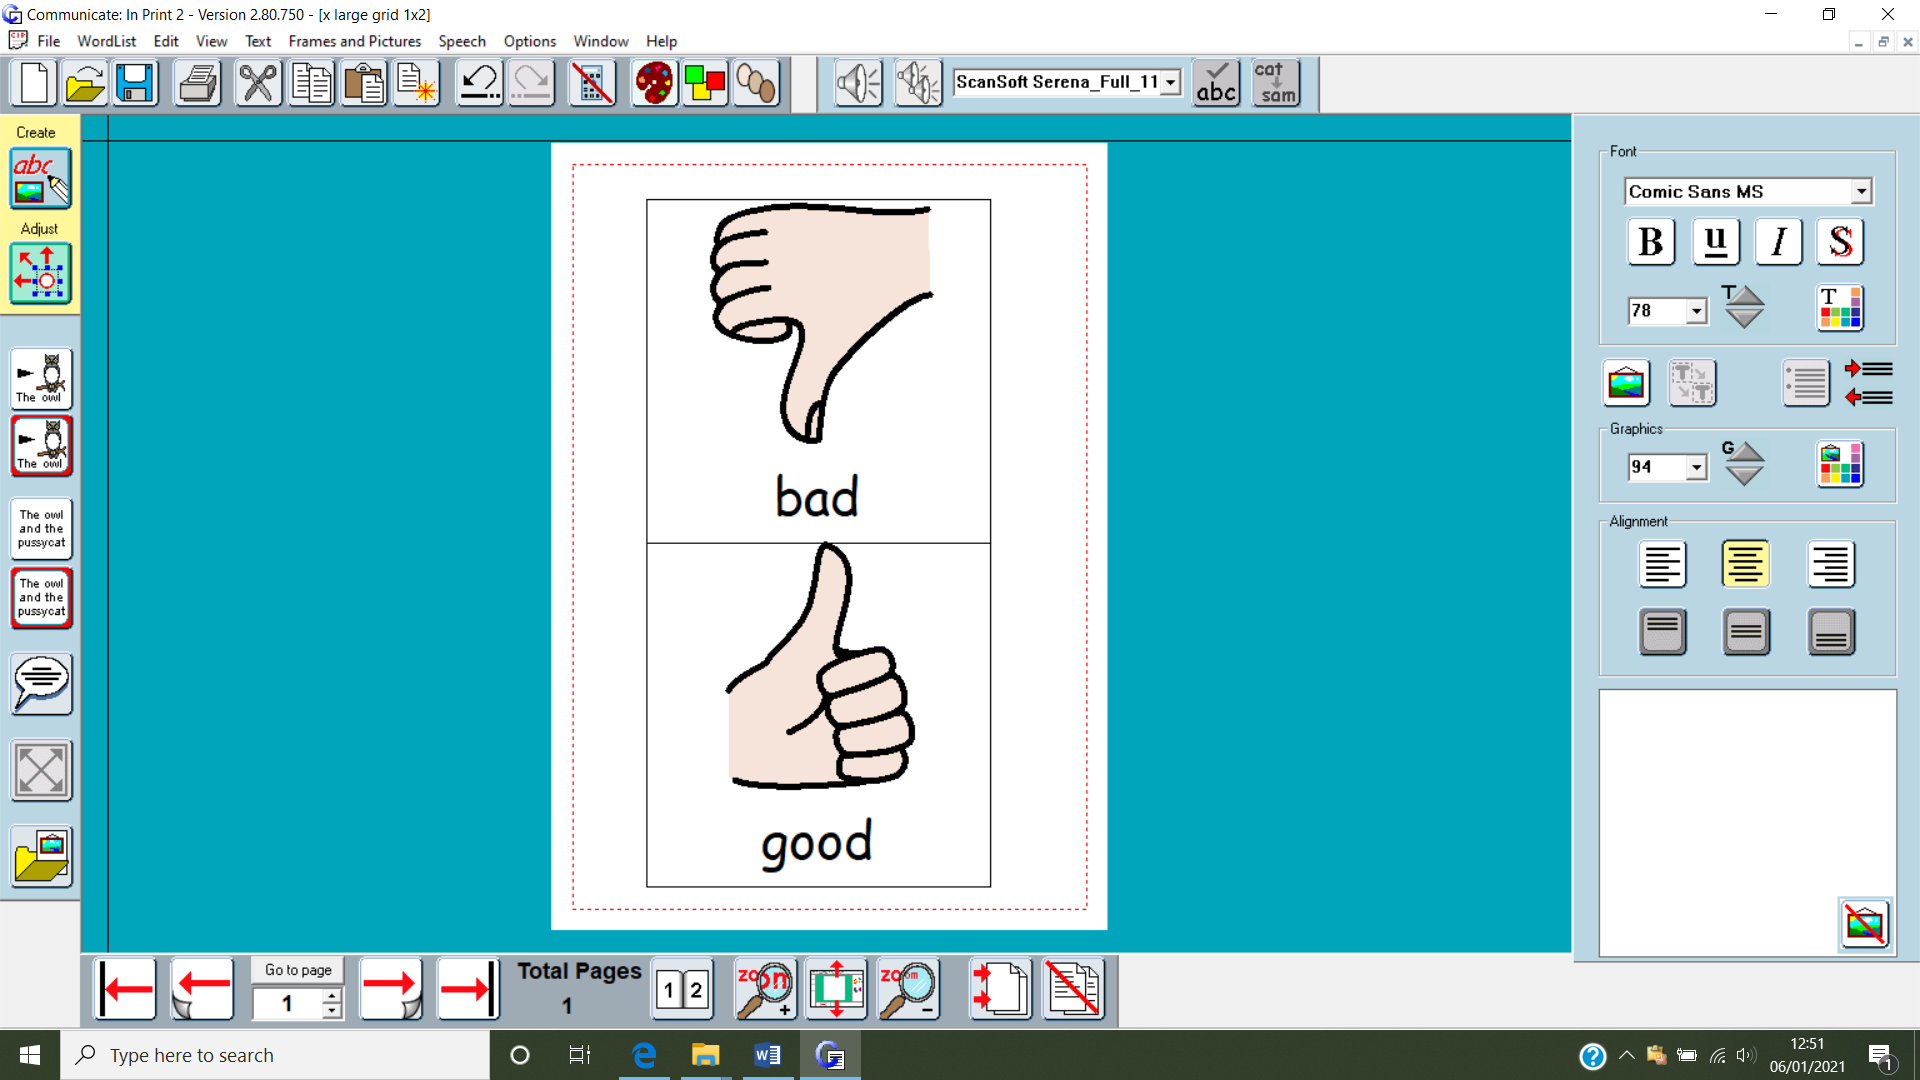 Communicate: In Print 2 - Version 2.80.750 - [x large grid 1x2]
File WordList Edit View Text Frames and Pictures Speech Options Window Help
ScanSoft Serena_Full_11
abc
cat
sam
Create
abc
Adjust
The owl
The owl
The owl
and the
pussycat
The owl
and the
pussycat
bad
good
Font
Comic Sans MS
B u I S
78
T
T
Graphics
94
G
Alignment
Go to page
1
Total Pages
1
1 2
zoom
+
zoom
-
Type here to search
12:51
06/01/2021
1